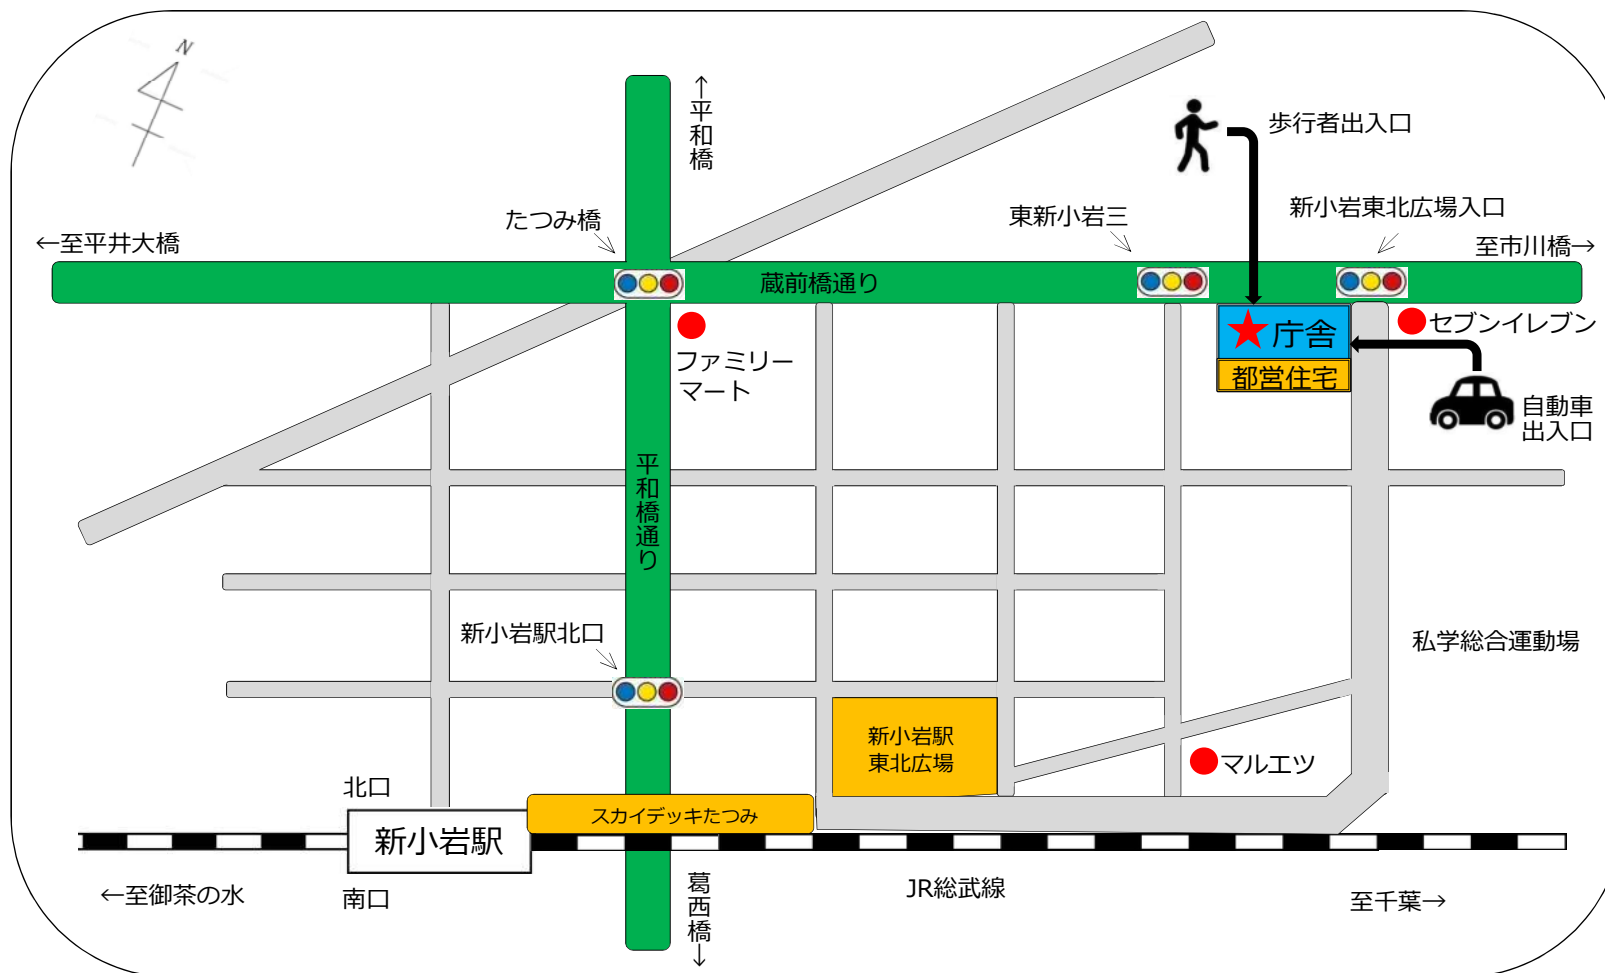 N
↑平和橋
歩行者出入口
たつみ橋
東新小岩三
新小岩東北広場入口
←至平井大橋
至市川橋→
蔵前橋通り
ファミリー
マート
★庁舎
都営住宅
セブンイレブン
自動車
出入口
平和橋通り
新小岩駅北口
私学総合運動場
新小岩駅
東北広場
マルエツ
北口
スカイデッキたつみ
新小岩駅
←至御茶の水
南口
葛西橋→
JR総武線
至千葉→